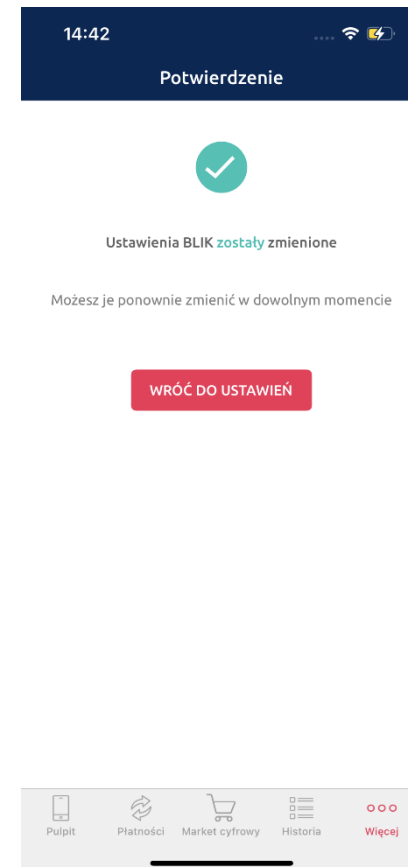 14:42
Potwierdzenie
Ustawienia BLIK zostały zmienione
Możesz je ponownie zmienić w dowolnym momencie
WRÓĆ DO USTAWIEŃ
Pulpit Płatności Market cyfrowy Historia Więcej